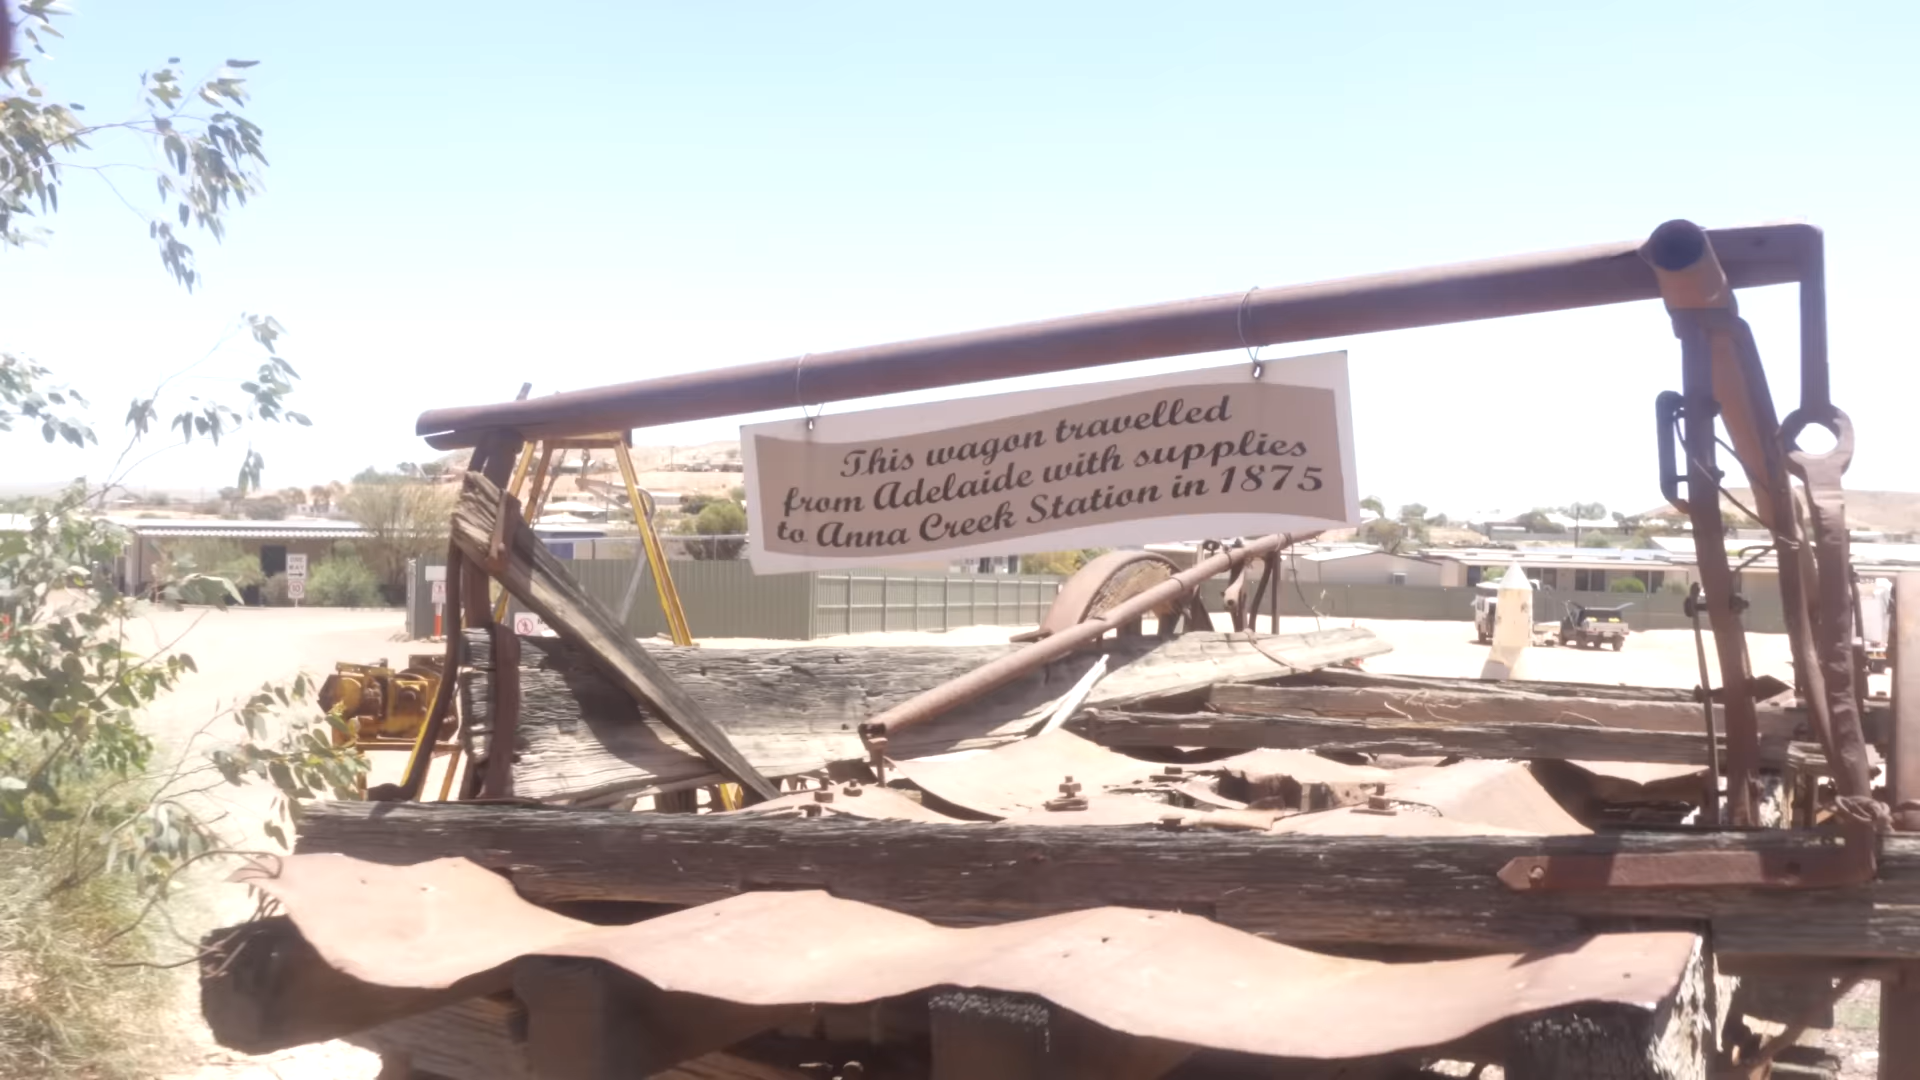 This wagon travelled
from Adelaide with supplies
to Anna Creek Station in 1875